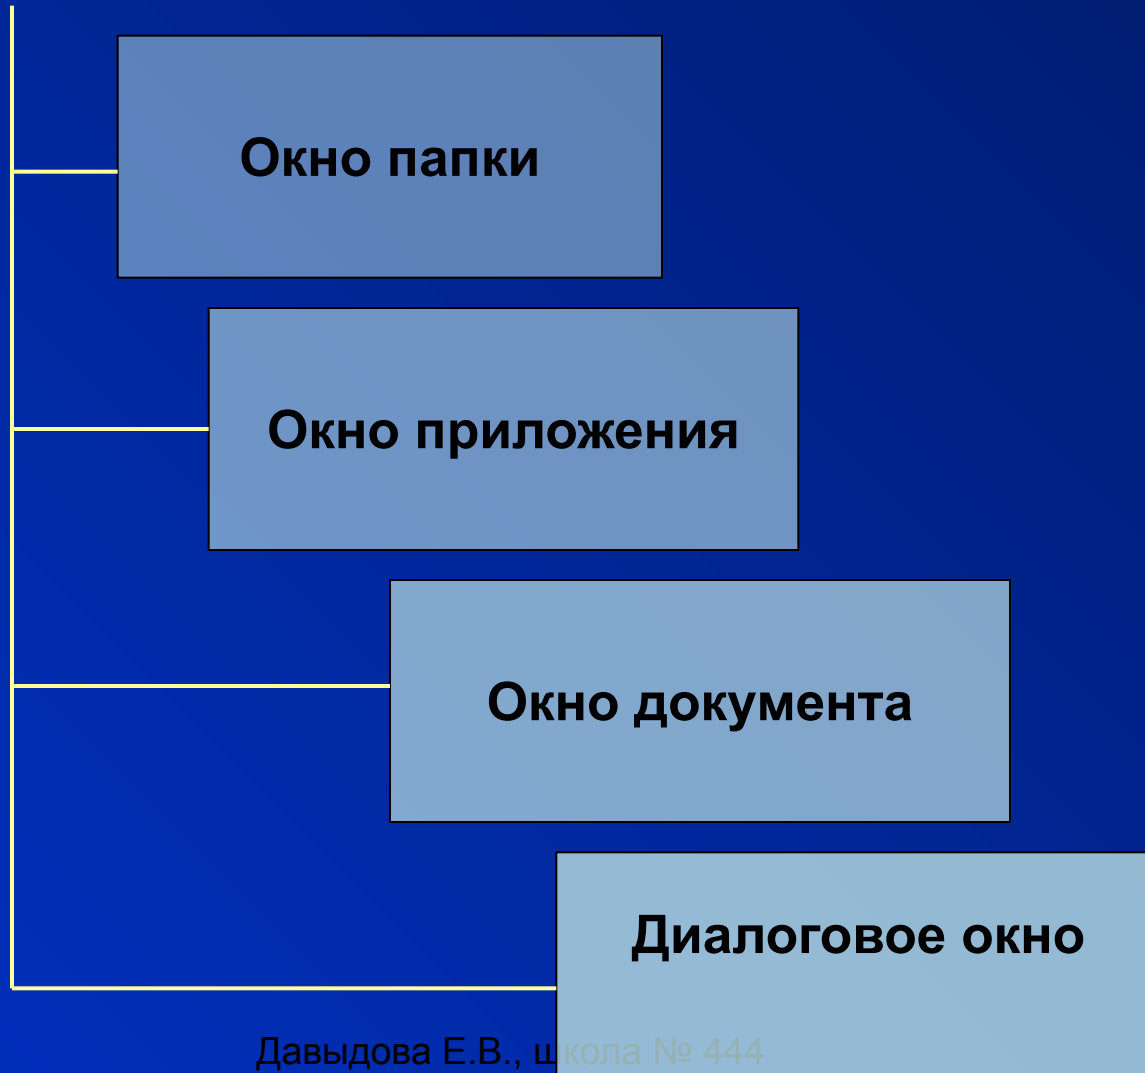 Окно папки
Окно приложения
Окно документа
Диалоговое окно
Давыдова Е.В., школа № 444